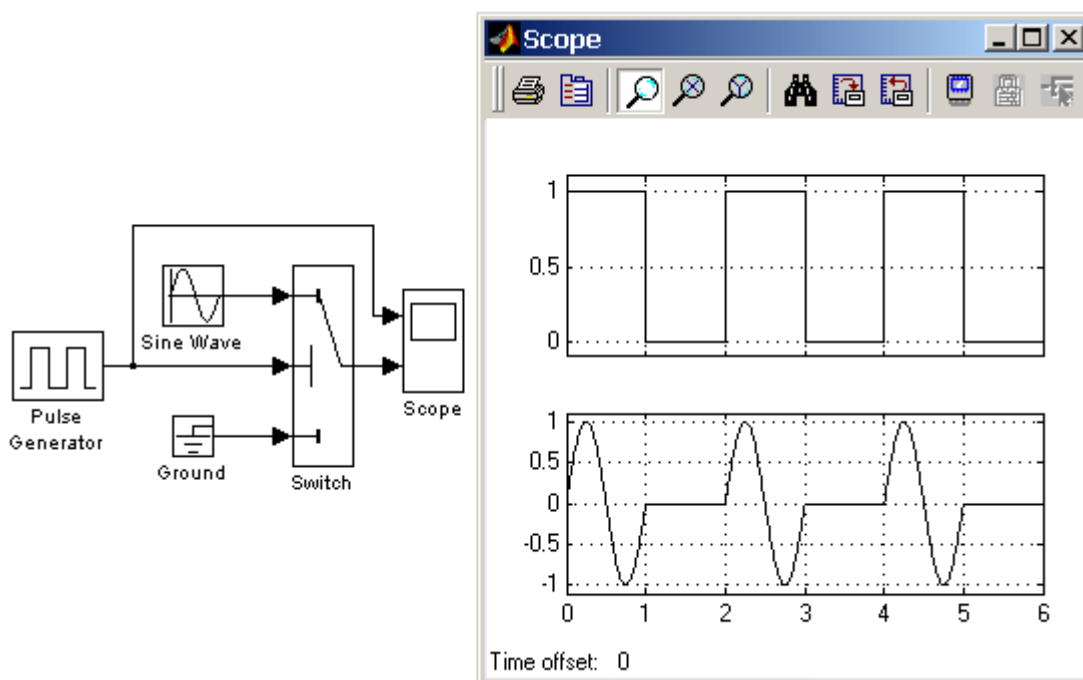 Scope
Sine Wave
Pulse
Generator
Ground
Switch
Scope
1
0.5
0
1
0.5
0
-0.5
-1
0 1 2 3 4 5 6
Time offset: 0